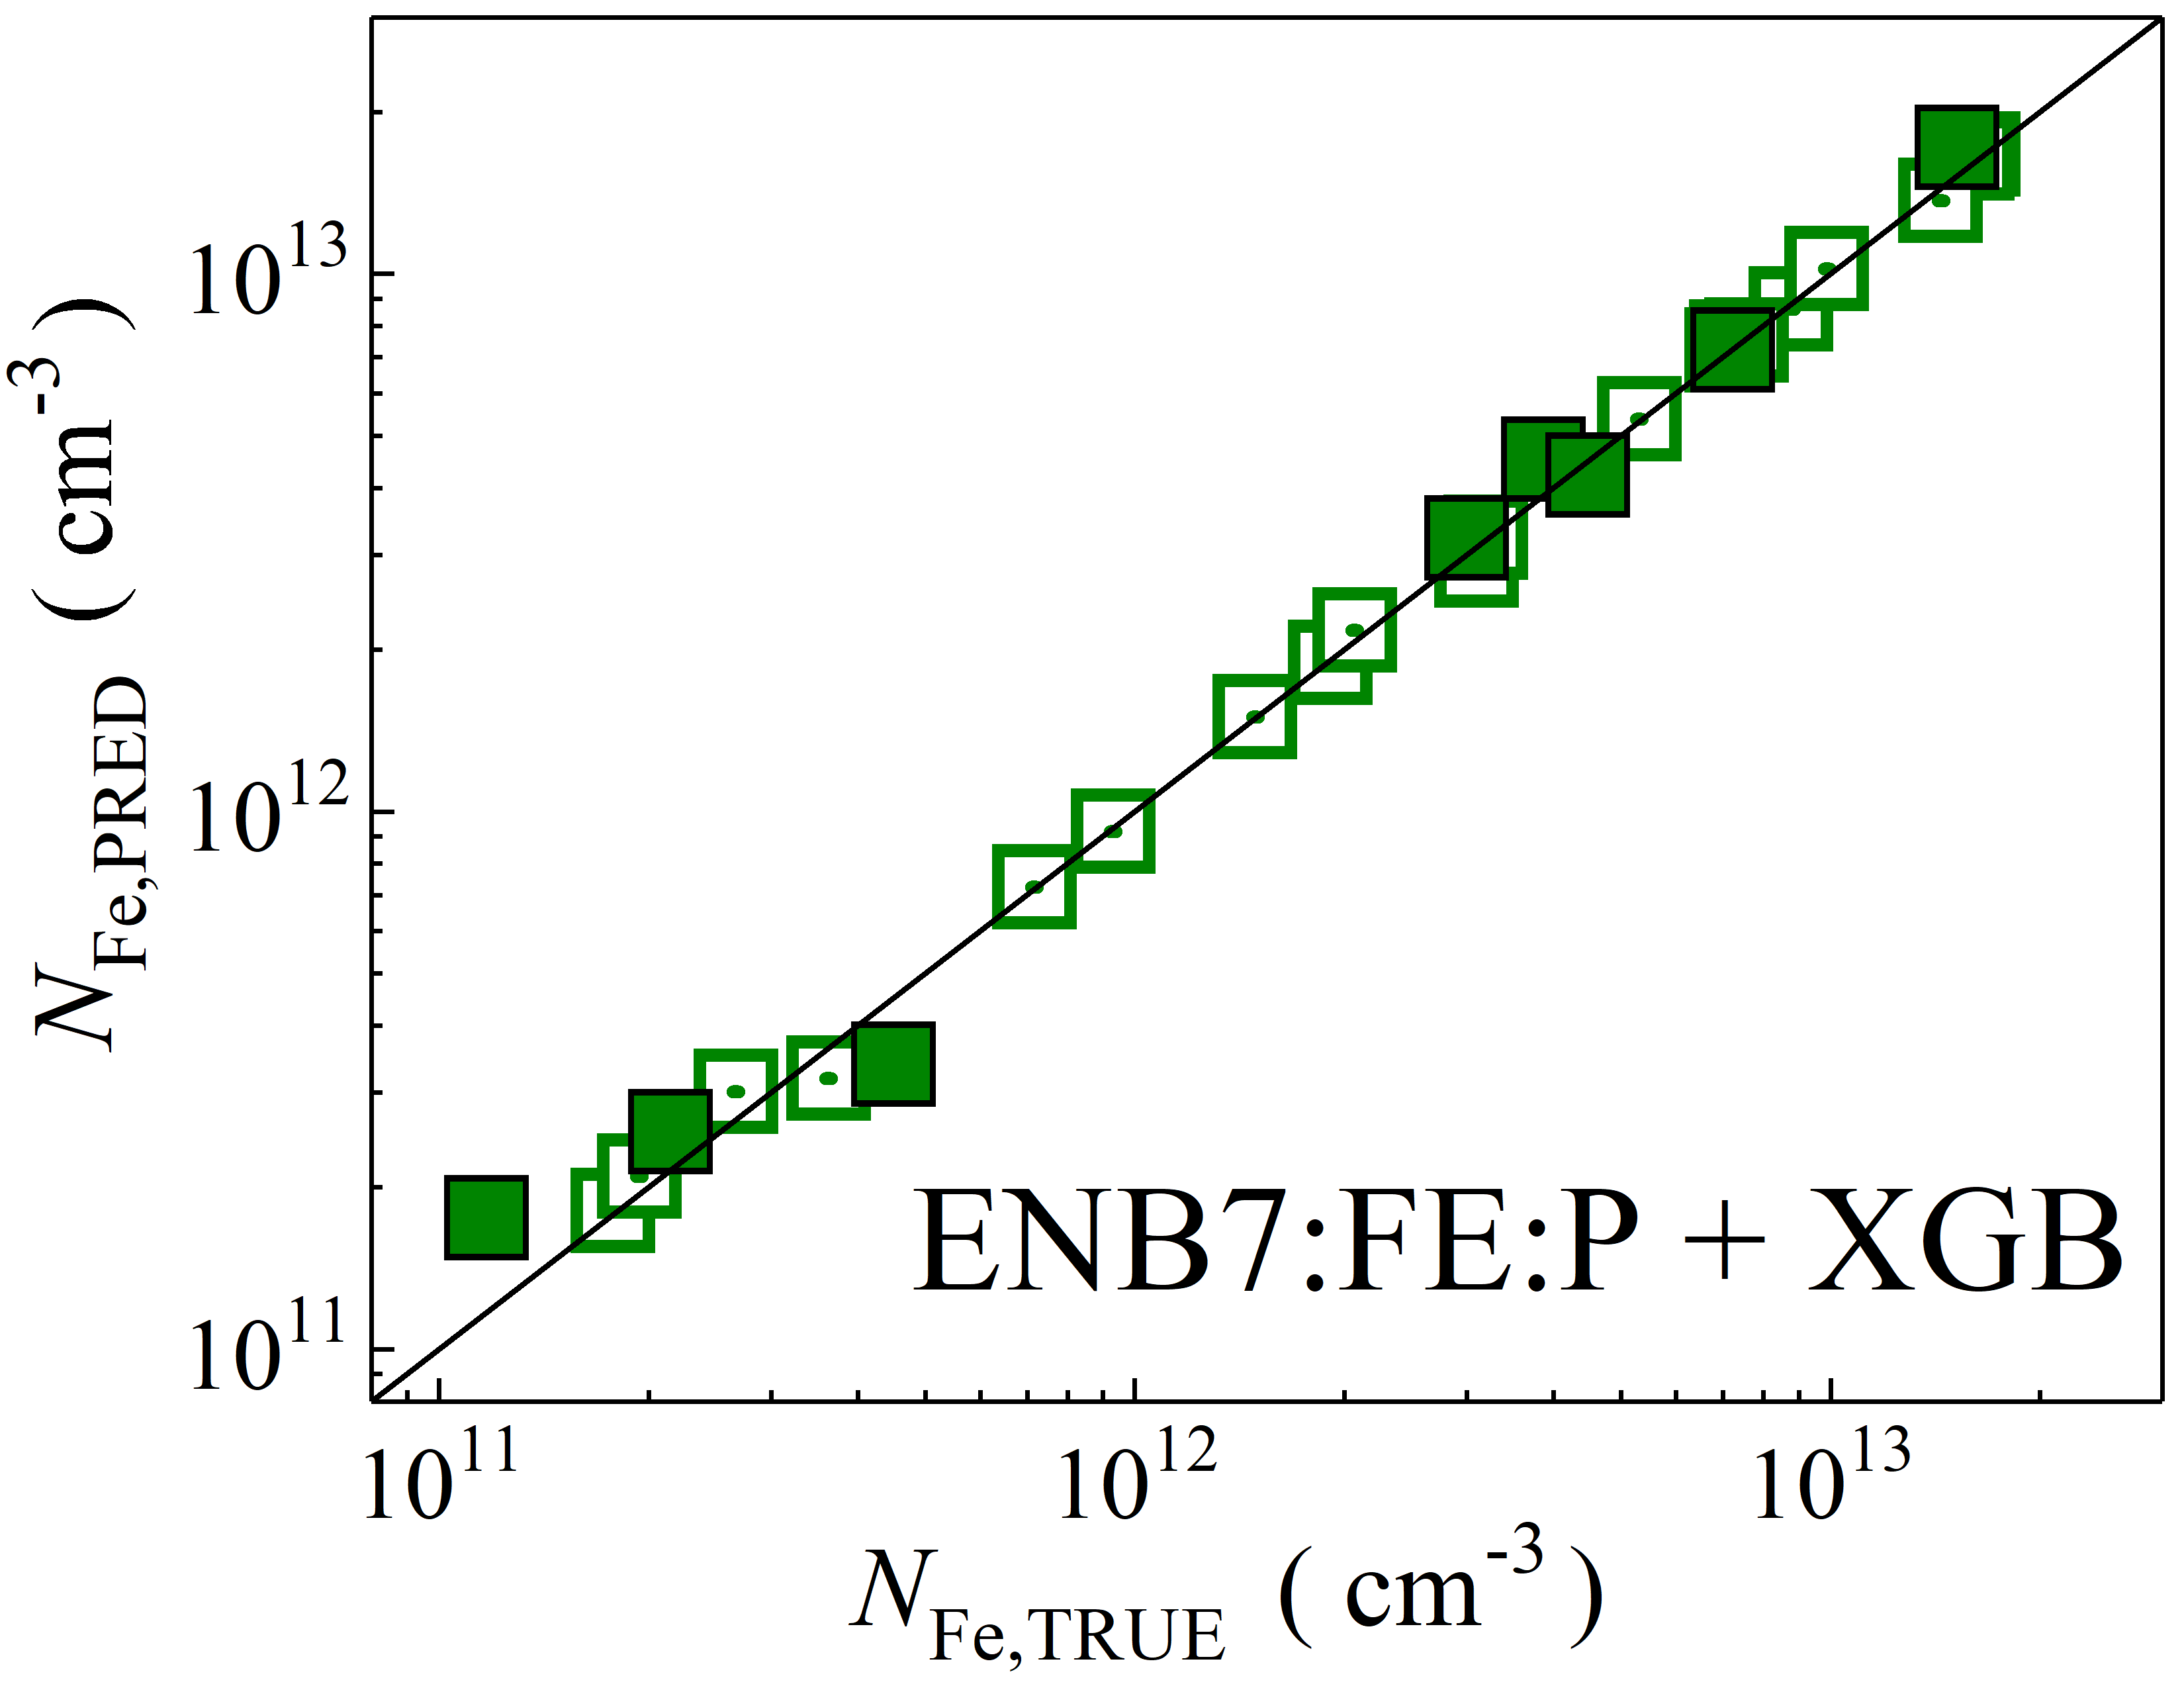 N_Fe,PRED ( cm^-3 )
10^13
10^12
10^11
ENB7:FE:P + XGB
10^11 10^12 10^13
N_Fe,TRUE ( cm^-3 )